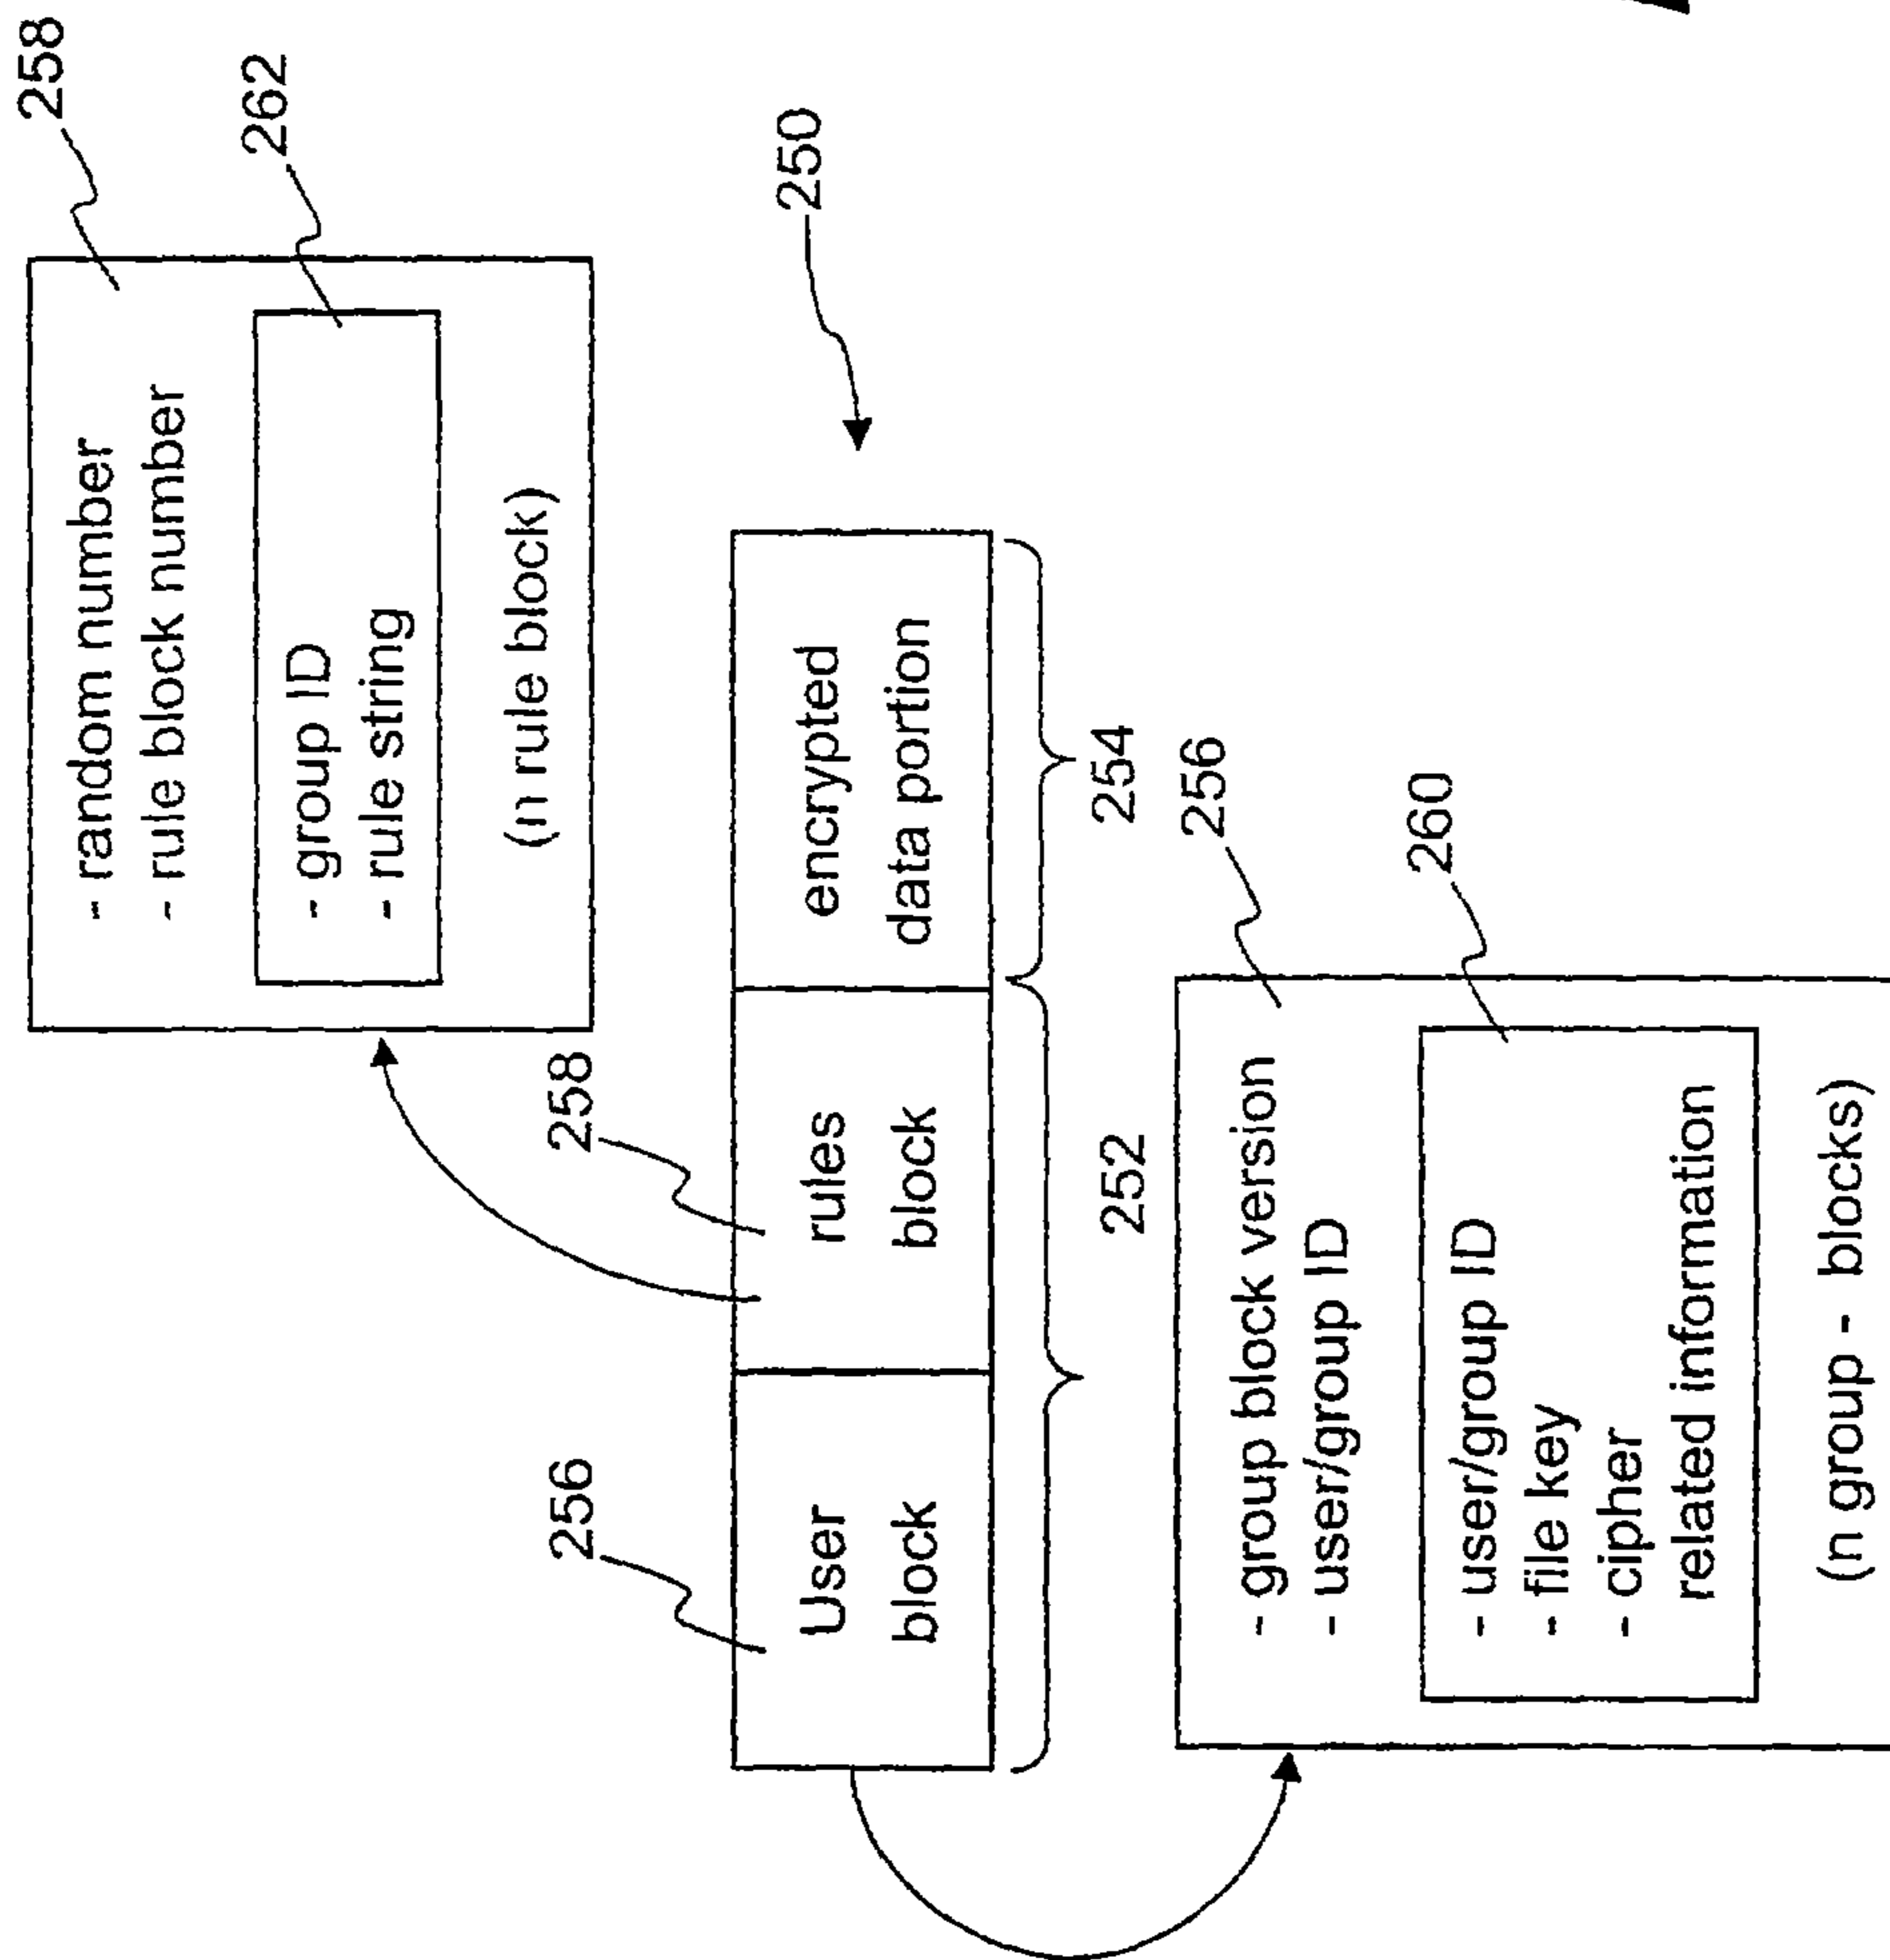 258
- random number
- rule block number
262
- group ID
- rule string
(n rule block)
250
256
User
block
258
rules
block
encrypted
data portion
252
254
256
- group block version
- user/group ID
260
- user/group ID
- file key
- cipher
related information
(n group - blocks)